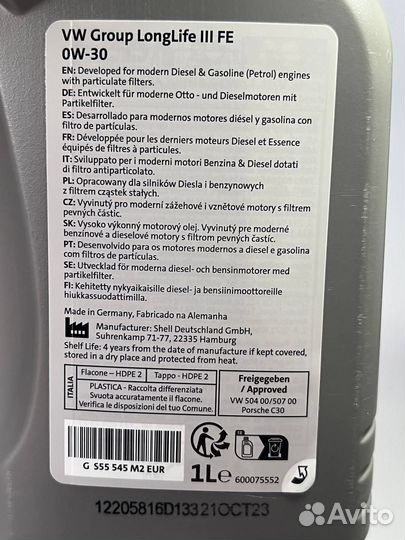 VW Group LongLife III FE
0W-30
EN: Developed for modern Diesel & Gasoline (Petrol) engines
with particulate filters.
DE: Entwickelt für moderne Otto - und Dieselmotoren mit
Partikelfilter.
ES: Desarrollado para modernos motores diésel y gasolina con
filtro de partículas.
FR: Développée pour les derniers moteurs Diesel et Essence
équipés de filtres à particules.
IT: Sviluppato per i moderni motori Benzina & Diesel dotati
di filtro antiparticolato.
PL: Opracowany dla silników Diesla i benzynowych
z filtrem cząstek stałych.
CZ: Vyvinutý pro moderní zážehové i vznětové motory s filtrem
pevných částic.
SK: Vysoko výkonný motorový olej. Vyvinutý pre moderné
benzínové a dieselové motory s filtrom pevných častíc.
PT: Desenvolvido para os modernos motores a diesel e gasolina
com filtro de partículas.
SE: Utvecklad för moderna diesel- och bensinmotorer med
partikelfilter.
FI: Kehitetty nykyaikaisille diesel- ja bensiinimoottoreille
hiukkassuodattimilla.
Made in Germany, Fabricado na Alemanha
Manufacturer: Shell Deutschland GmbH,
Suhrenkamp 71-77, 22335 Hamburg
Shelf Life: 4 years from the date of manufacture if kept covered,
stored in a dry place and protected from heat.
ITALIA
Flacone – HDPE 2
Tappo - HDPE 2
PLASTICA - Raccolta differenziata
Svuota accuratamente il flacone.
Verifica le disposizioni del tuo Comune.
Freigegeben
/ Approved
VW 504 00/507 00
Porsche C30
G S55 545 M2 EUR
1L e
600075552
12205816D13321OCT23
Avito